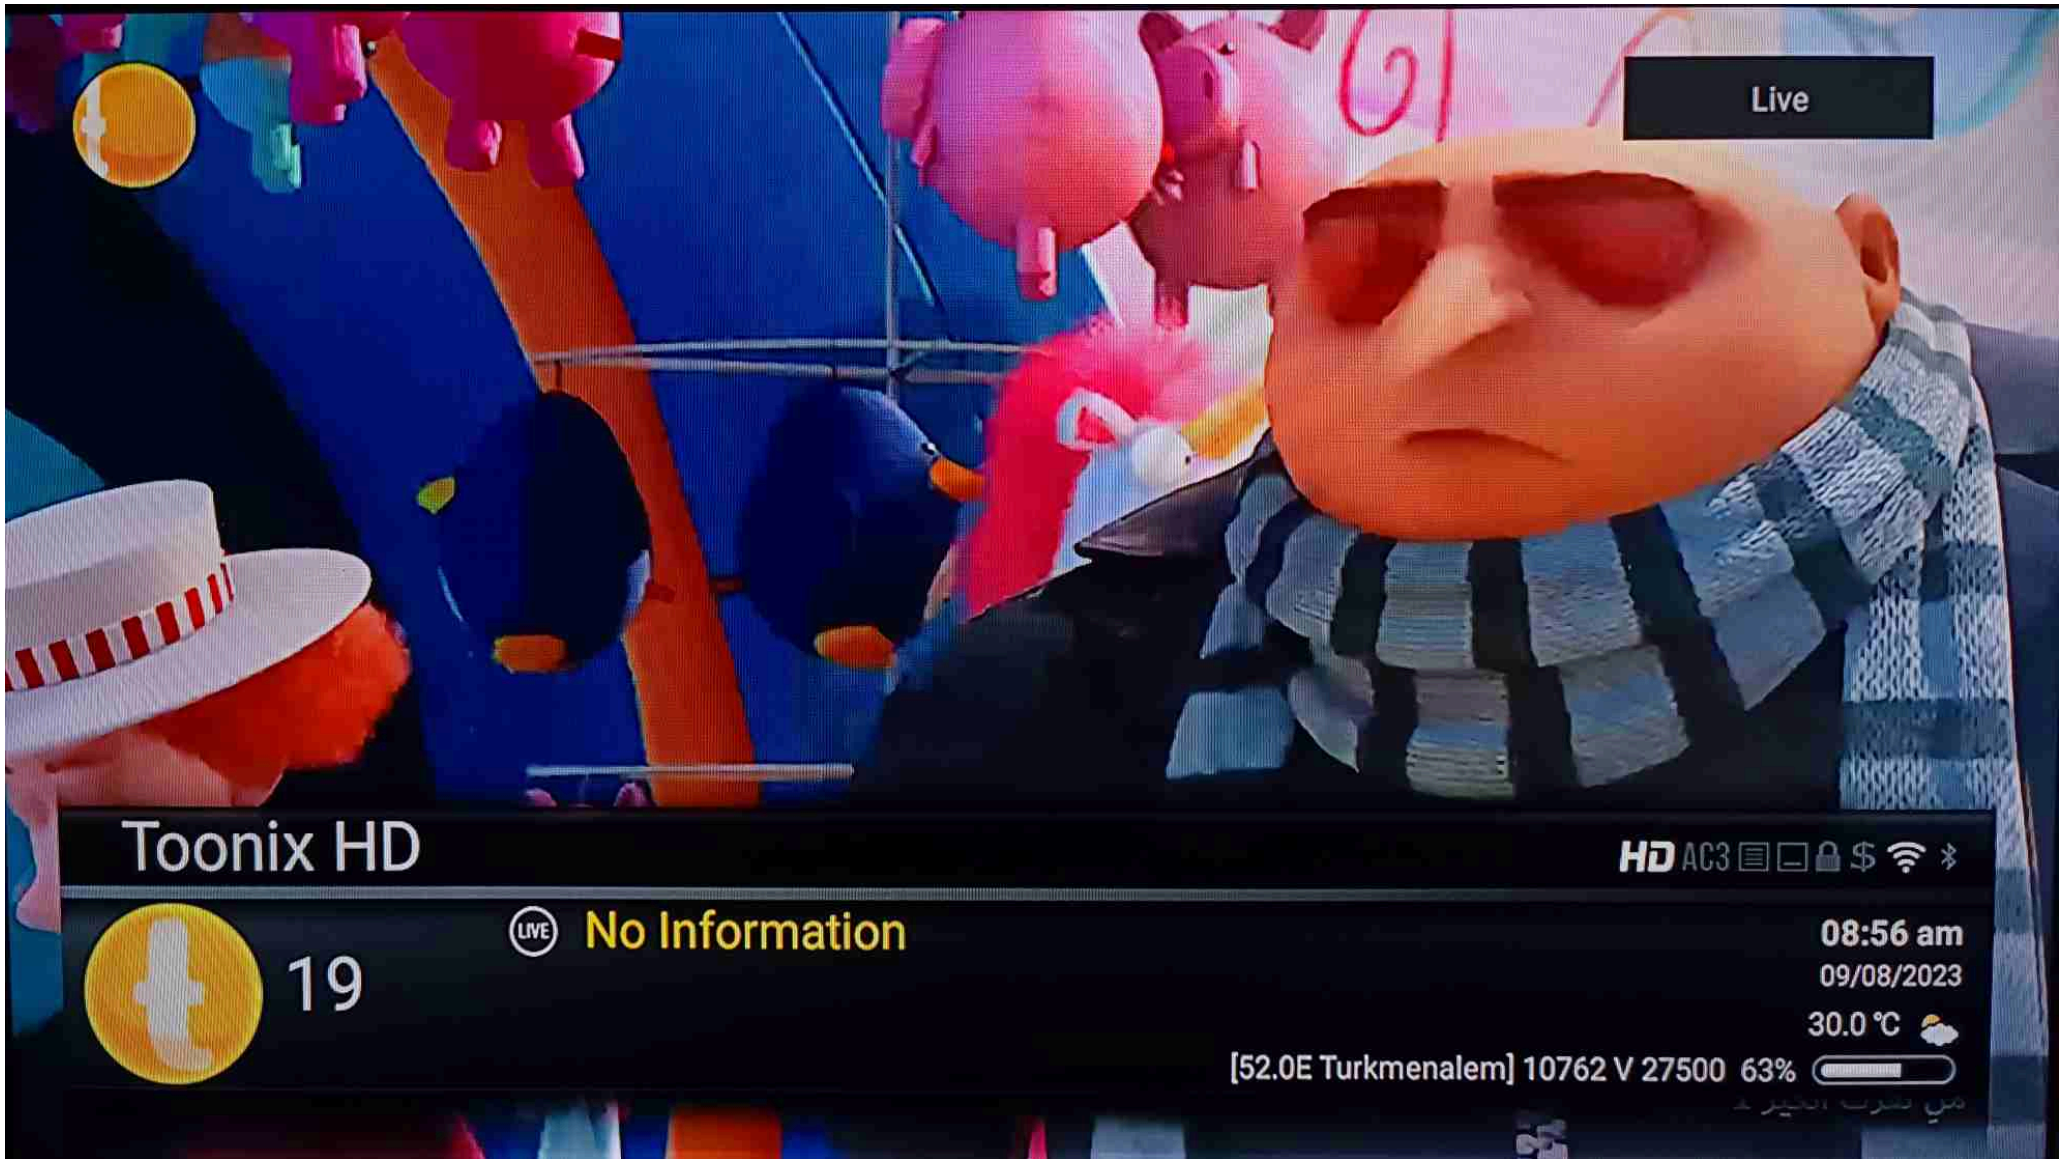 Live
Toonix HD
HD AC3 $
19
LIVE No Information
08:56 am
09/08/2023
30.0 °C
[52.0E Turkmenalem] 10762 V 27500 63%